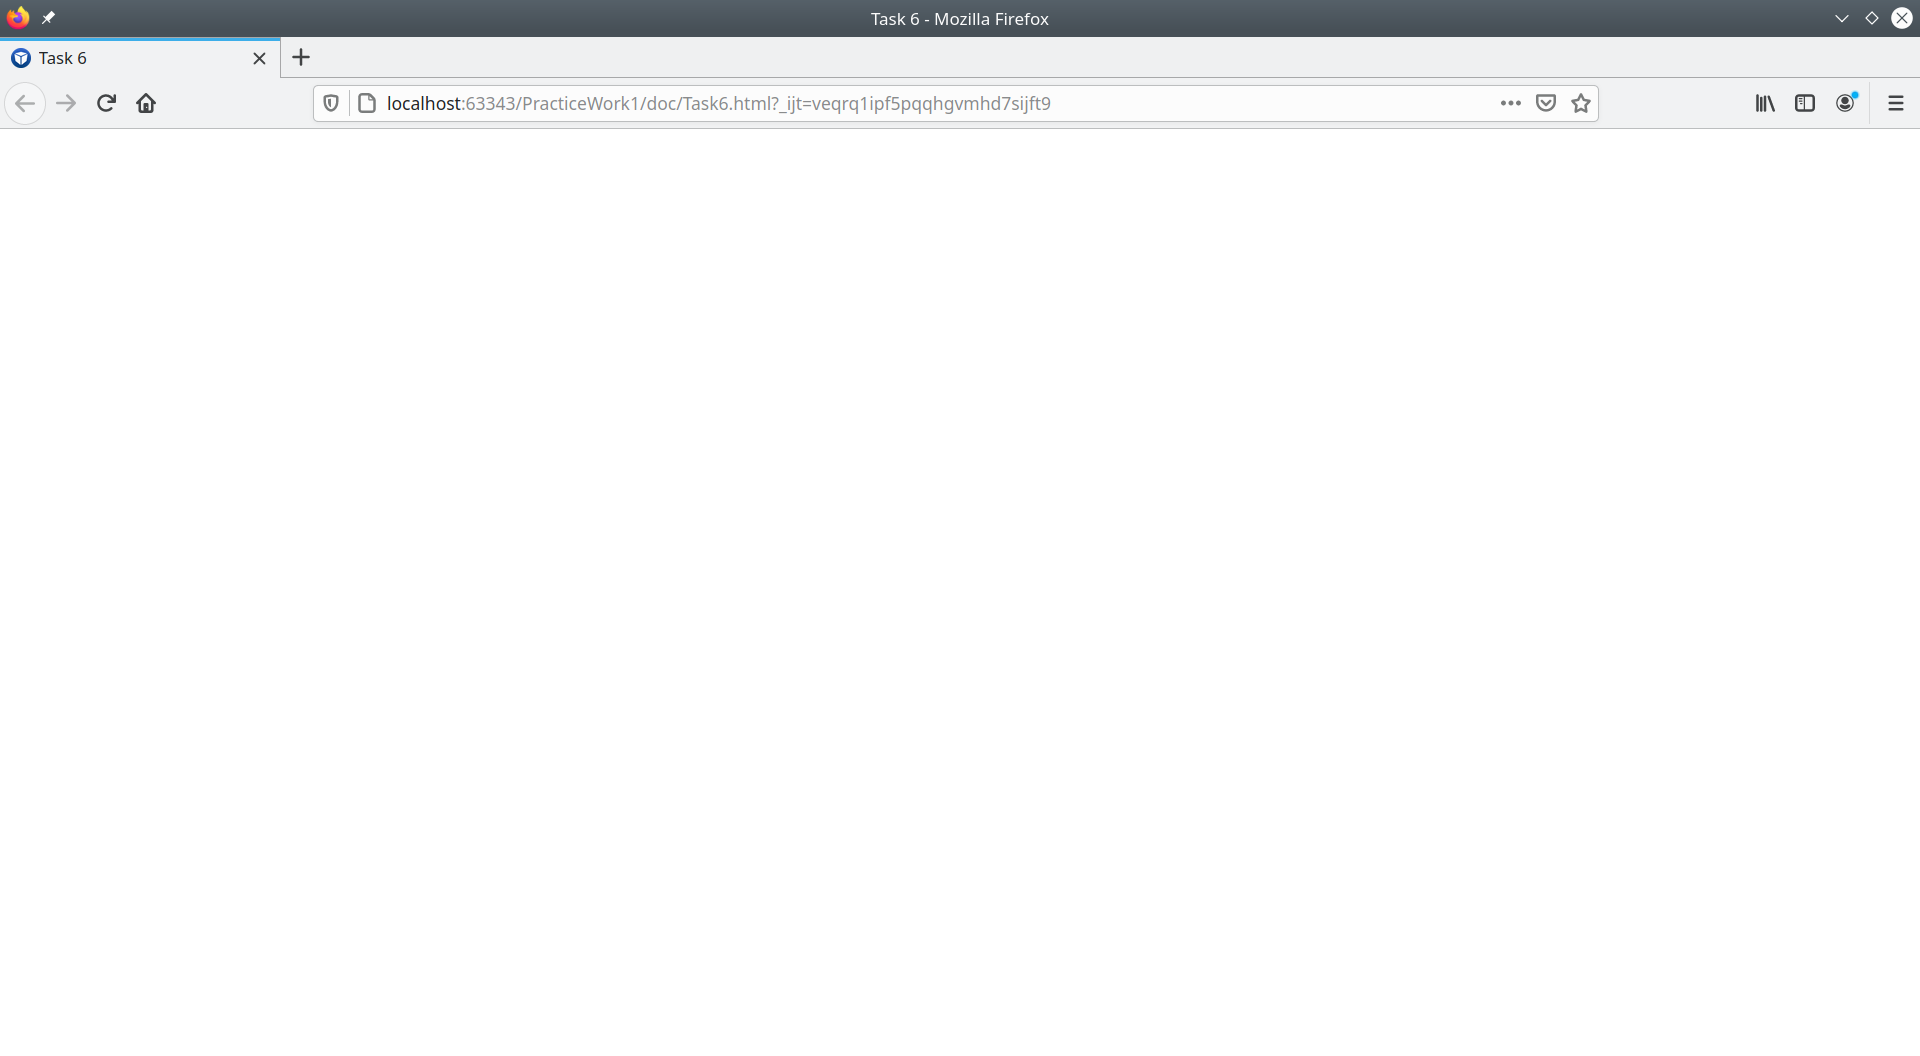 Task 6 - Mozilla Firefox
Task 6
localhost:63343/PracticeWork1/doc/Task6.html?_ijt=veqrq1ipf5pqqhgvmhd7sijft9